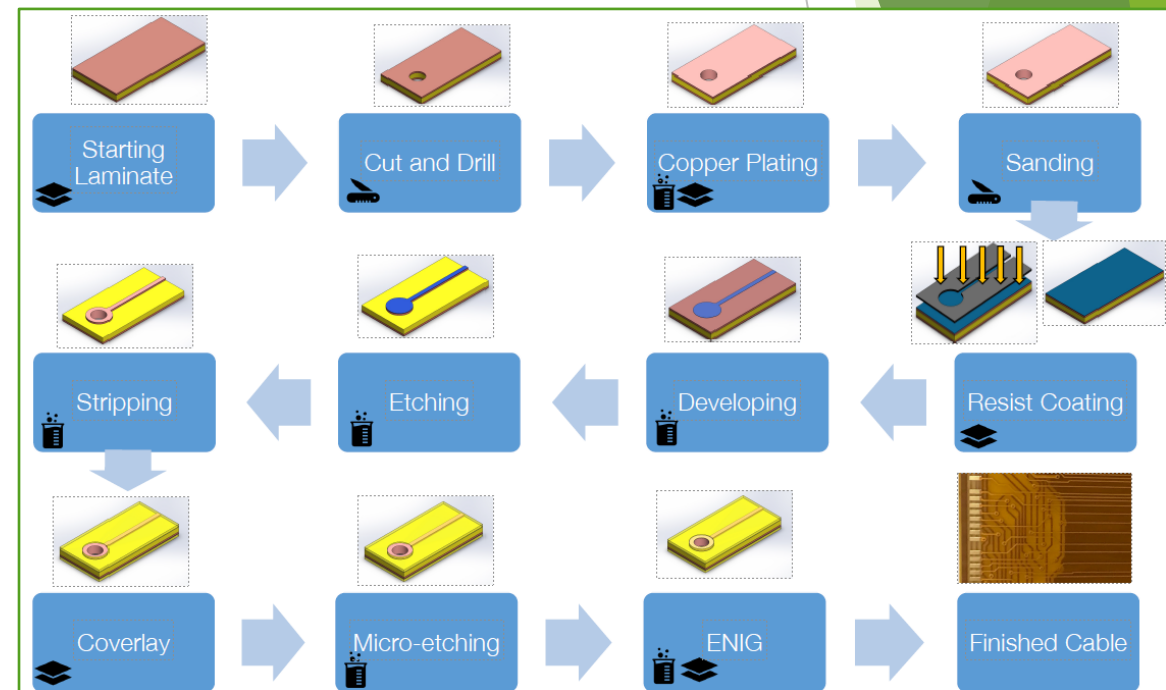 Starting
Laminate
Cut and Drill
Copper Plating
Sanding
Resist Coating
Developing
Etching
Stripping
Coverlay
Micro-etching
ENIG
Finished Cable